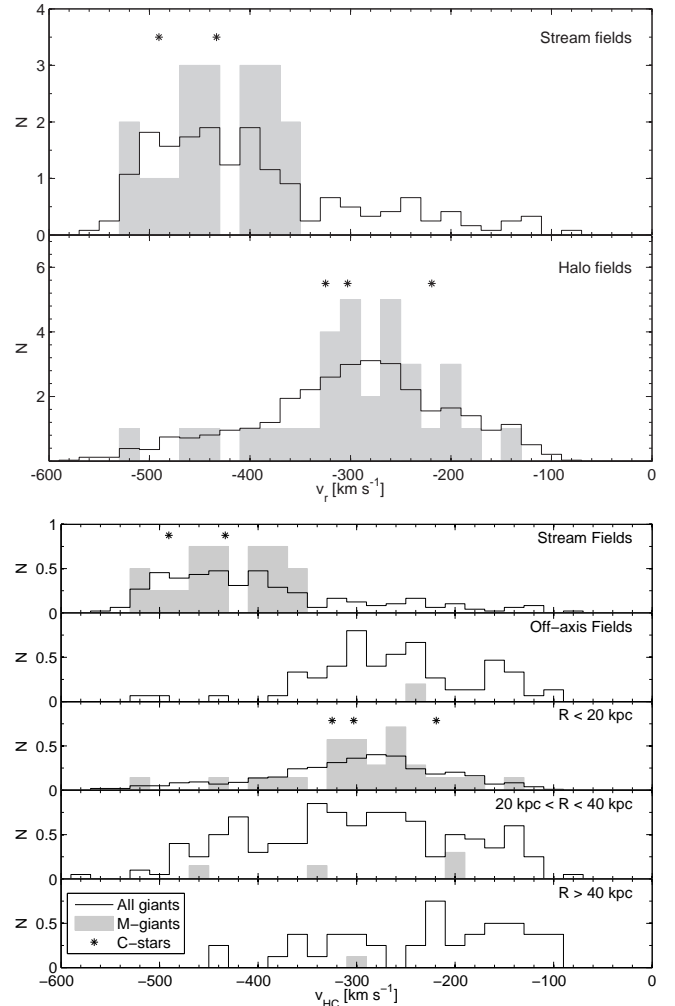 4
Stream fields
3
N
2
1
0
Halo fields
6
N
4
2
-600 -500 -400 -300 -200 -100 0
v_r [km s^-1]
1
Stream Fields
N
0.5
0
Off-axis Fields
N
0.5
0
R < 20 kpc
N
0.5
0
20 kpc < R < 40 kpc
N
0.5
0
R > 40 kpc
N
0.5
0
All giants
M-giants
C-stars
-600 -500 -400 -300 -200 -100 0
v_HC [km s^-1]